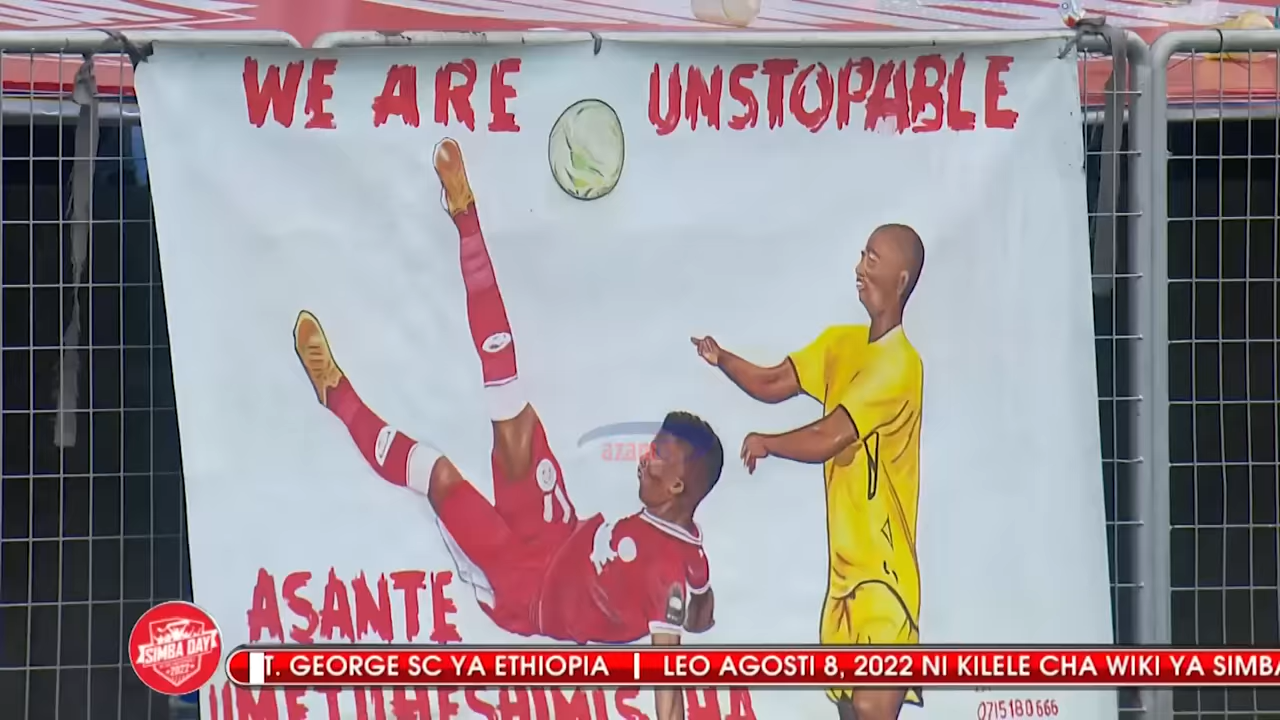 WE ARE UNSTOPABLE
azam
ASANTE
SIMBA DAY
2022
T. GEORGE SC YA ETHIOPIA | LEO AGOSTI 8, 2022 NI KILELE CHA WIKI YA SIMBA
0715180666